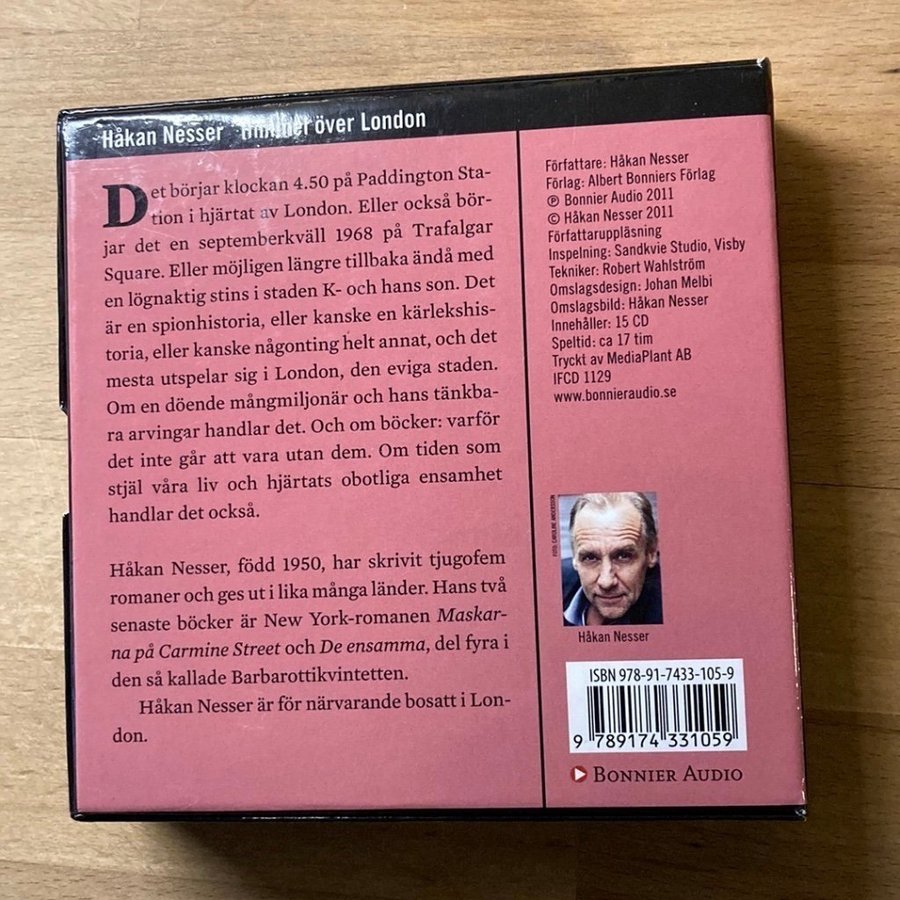 Håkan Nesser Himmel över London
Det börjar klockan 4.50 på Paddington Sta-
tion i hjärtat av London. Eller också bör-
jar det en septemberkväll 1968 på Trafalgar
Square. Eller möjligen längre tillbaka ändå med
en lögnaktig stins i staden K- och hans son. Det
är en spionhistoria, eller kanske en kärlekshis-
toria, eller kanske någonting helt annat, och det
mesta utspelar sig i London, den eviga staden.
Om en döende mångmiljonär och hans tänkba-
ra arvingar handlar det. Och om böcker: varför
det inte går att vara utan dem. Om tiden som
stjäl våra liv och hjärtats obotliga ensamhet
handlar det också.
Håkan Nesser, född 1950, har skrivit tjugofem
romaner och ges ut i lika många länder. Hans två
senaste böcker är New York-romanen Maskar-
na på Carmine Street och De ensamma, del fyra i
den så kallade Barbarottikvintetten.
Håkan Nesser är för närvarande bosatt i Lon-
don.
Författare: Håkan Nesser
Förlag: Albert Bonniers Förlag
℗ Bonnier Audio 2011
© Håkan Nesser 2011
Författaruppläsning
Inspelning: Sandkvie Studio, Visby
Tekniker: Robert Wahlström
Omslagsdesign: Johan Melbi
Omslagsbild: Håkan Nesser
Innehåller: 15 CD
Speltid: ca 17 tim
Tryckt av MediaPlant AB
IFCD 1129
www.bonnieraudio.se
FOTO: CAROLINE ANDERSSON
Håkan Nesser
ISBN 978-91-7433-105-9
9 789174 331059
BONNIER AUDIO